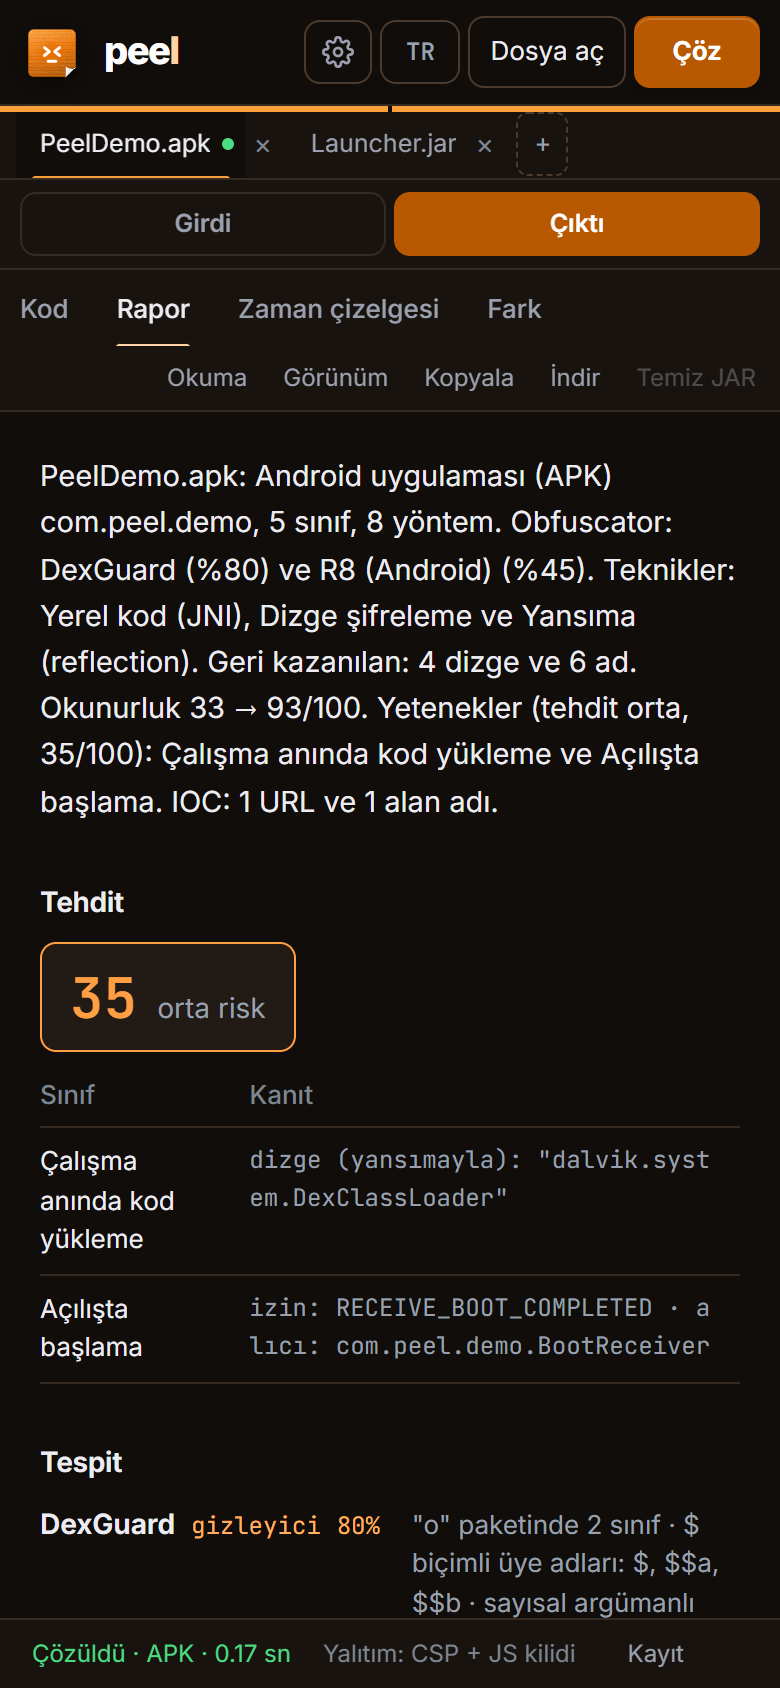 peel
TR
Dosya aç
Çöz
PeelDemo.apk ×
Launcher.jar ×
+
Girdi
Çıktı
Kod
Rapor
Zaman çizelgesi
Fark
Okuma
Görünüm
Kopyala
İndir
Temiz JAR
PeelDemo.apk: Android uygulaması (APK)
com.peel.demo, 5 sınıf, 8 yöntem. Obfuscator:
DexGuard (%80) ve R8 (Android) (%45). Teknikler:
Yerel kod (JNI), Dizge şifreleme ve Yansıma
(reflection). Geri kazanılan: 4 dizge ve 6 ad.
Okunurluk 33 → 93/100. Yetenekler (tehdit orta,
35/100): Çalışma anında kod yükleme ve Açılışta
başlama. IOC: 1 URL ve 1 alan adı.
Tehdit
35 orta risk
Sınıf
Kanıt
Çalışma
anında kod
yükleme
dizge (yansımayla): "dalvik.syst
em.DexClassLoader"
Açılışta
başlama
izin: RECEIVE_BOOT_COMPLETED · a
lıcı: com.peel.demo.BootReceiver
Tespit
DexGuard gizleyici 80%
"o" paketinde 2 sınıf · $
biçimli üye adları: $, $$a,
$$b · sayısal argümanlı
Çözüldü · APK · 0.17 sn
Yalıtım: CSP + JS kilidi
Kayıt